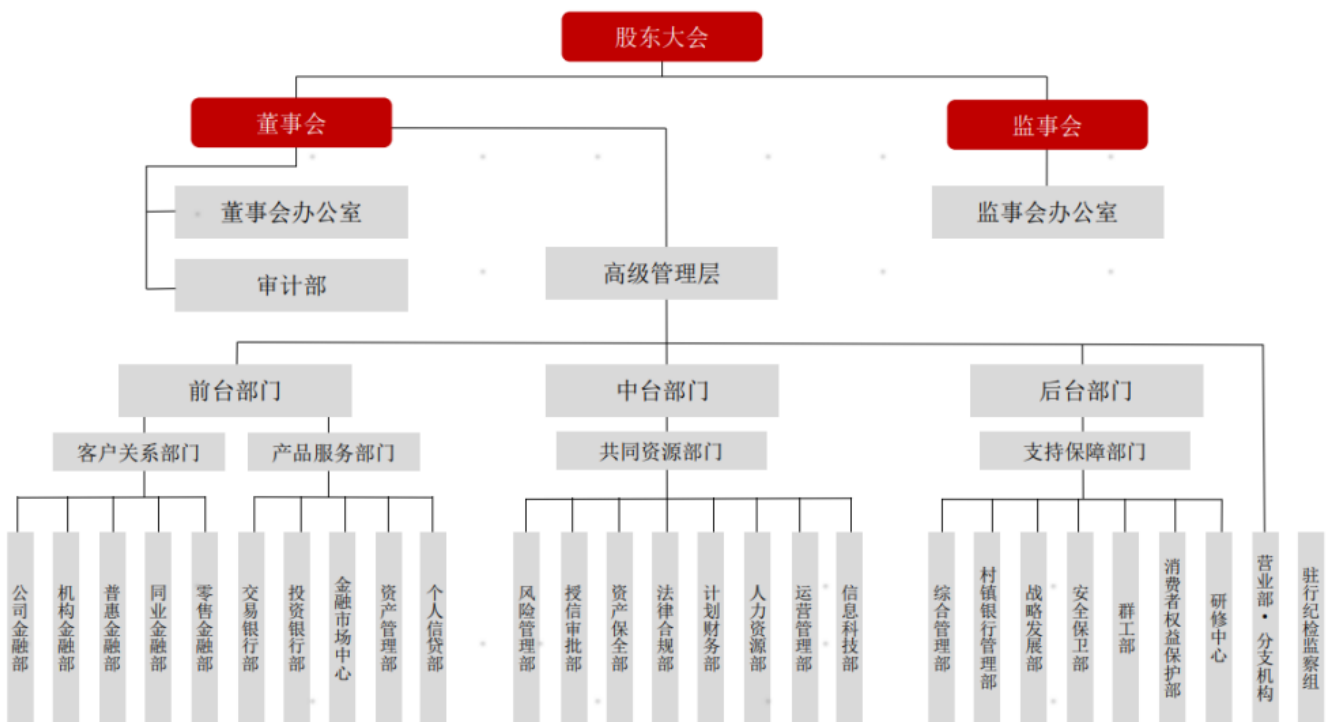 股东大会
董事会
监事会
董事会办公室
监事会办公室
审计部
高级管理层
前台部门
中台部门
后台部门
客户关系部门
产品服务部门
共同资源部门
支持保障部门
公司金融部
机构金融部
普惠金融部
同业金融部
零售金融部
交易银行部
投资银行部
金融市场中心
资产管理部
个人信贷部
风险管理部
授信审批部
资产保全部
法律合规部
计划财务部
人力资源部
运营管理部
信息科技部
综合管理部
村镇银行管理部
战略发展部
安全保卫部
群工部
消费者权益保护部
研修中心
营业部·分支机构
驻行纪检监察组